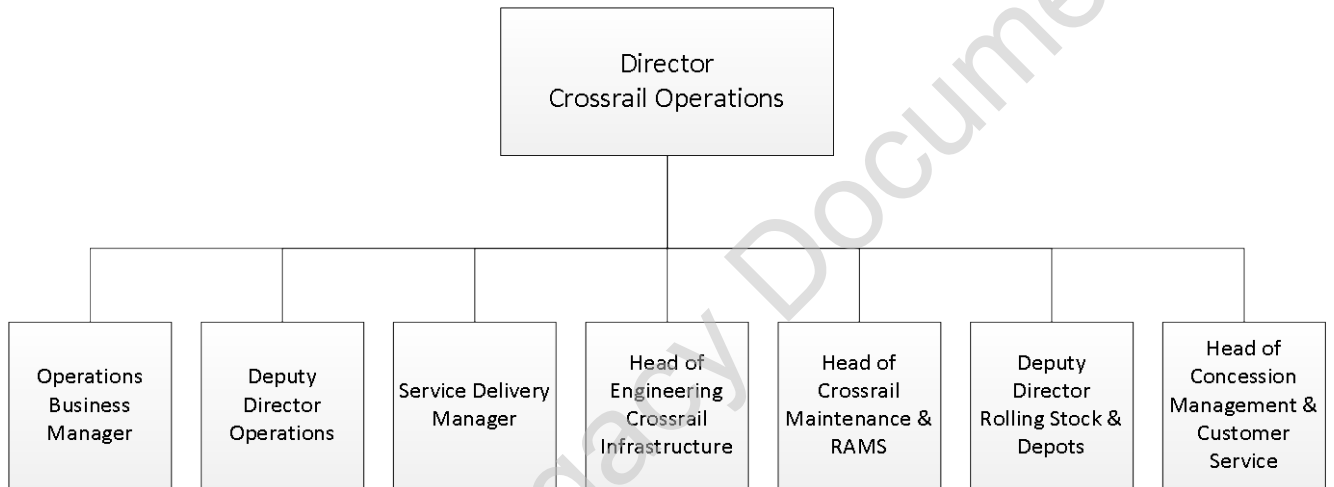 Director
Crossrail Operations
Operations
Business
Manager
Deputy
Director
Operations
Service Delivery
Manager
Head of
Engineering
Crossrail
Infrastructure
Head of
Crossrail
Maintenance &
RAMS
Deputy
Director
Rolling Stock &
Depots
Head of
Concession
Management &
Customer
Service